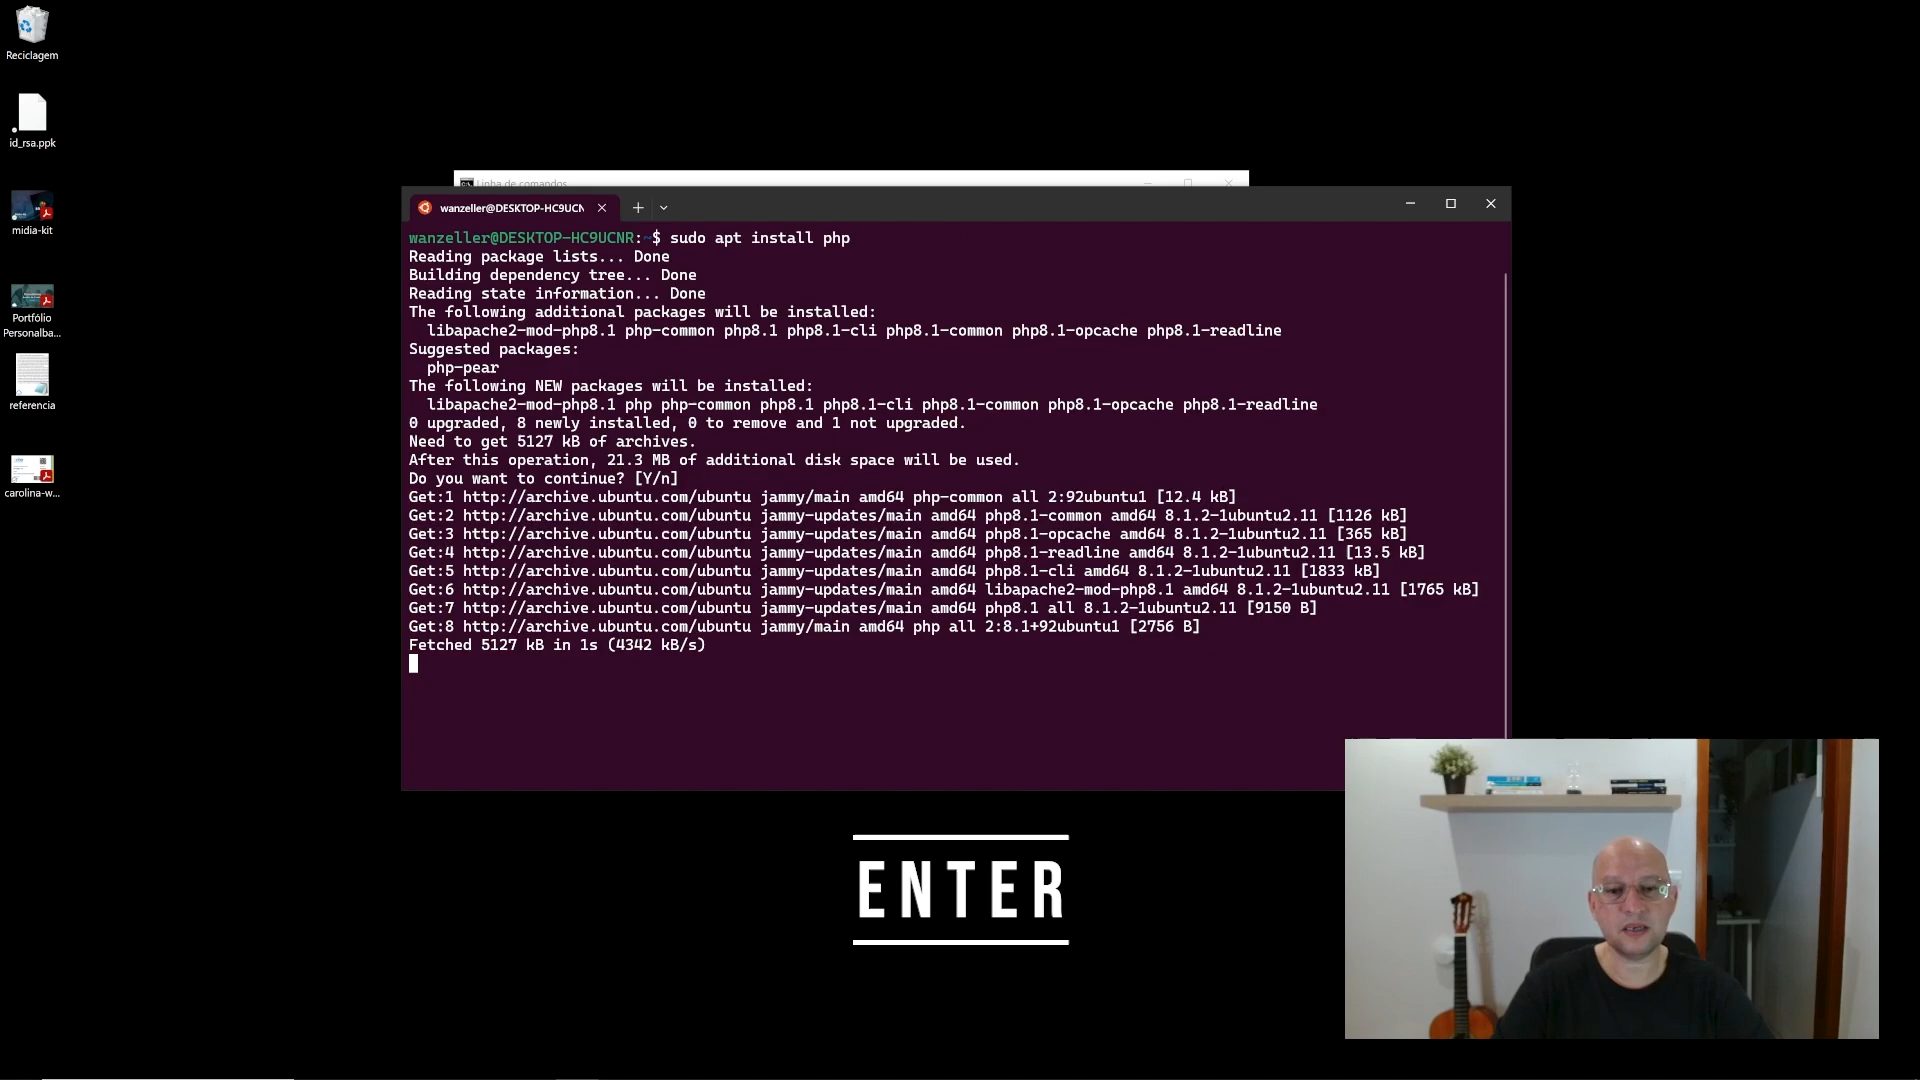 Reciclagem
id_rsa.ppk
midia-kit
Portfólio
Personalba...
referencia
carolina-w...
Linha de comandos
wanzeller@DESKTOP-HC9UCN
wanzeller@DESKTOP-HC9UCNR:~$ sudo apt install php
Reading package lists... Done
Building dependency tree... Done
Reading state information... Done
The following additional packages will be installed:
libapache2-mod-php8.1 php-common php8.1 php8.1-cli php8.1-common php8.1-opcache php8.1-readline
Suggested packages:
php-pear
The following NEW packages will be installed:
libapache2-mod-php8.1 php php-common php8.1 php8.1-cli php8.1-common php8.1-opcache php8.1-readline
0 upgraded, 8 newly installed, 0 to remove and 1 not upgraded.
Need to get 5127 kB of archives.
After this operation, 21.3 MB of additional disk space will be used.
Do you want to continue? [Y/n]
Get:1 http://archive.ubuntu.com/ubuntu jammy/main amd64 php-common all 2:92ubuntu1 [12.4 kB]
Get:2 http://archive.ubuntu.com/ubuntu jammy-updates/main amd64 php8.1-common amd64 8.1.2-1ubuntu2.11 [1126 kB]
Get:3 http://archive.ubuntu.com/ubuntu jammy-updates/main amd64 php8.1-opcache amd64 8.1.2-1ubuntu2.11 [365 kB]
Get:4 http://archive.ubuntu.com/ubuntu jammy-updates/main amd64 php8.1-readline amd64 8.1.2-1ubuntu2.11 [13.5 kB]
Get:5 http://archive.ubuntu.com/ubuntu jammy-updates/main amd64 php8.1-cli amd64 8.1.2-1ubuntu2.11 [1833 kB]
Get:6 http://archive.ubuntu.com/ubuntu jammy-updates/main amd64 libapache2-mod-php8.1 amd64 8.1.2-1ubuntu2.11 [1765 kB]
Get:7 http://archive.ubuntu.com/ubuntu jammy-updates/main amd64 php8.1 all 8.1.2-1ubuntu2.11 [9150 B]
Get:8 http://archive.ubuntu.com/ubuntu jammy/main amd64 php all 2:8.1+92ubuntu1 [2756 B]
Fetched 5127 kB in 1s (4342 kB/s)
ENTER